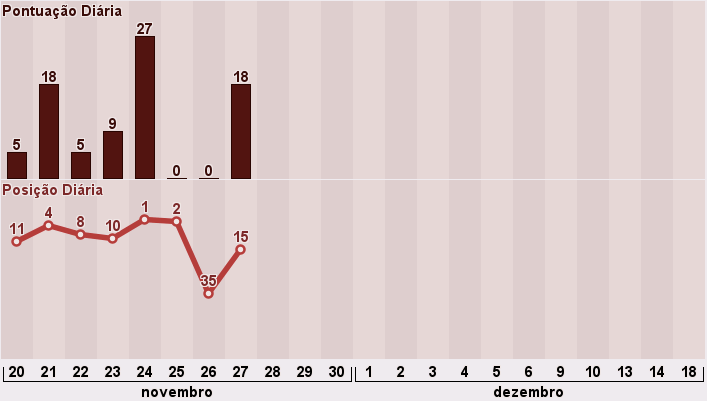 Pontuação Diária
5 18 5 9 27 0 0 18
Posição Diária
11 4 8 10 1 2 35 15
20 21 22 23 24 25 26 27 28 29 30 1 2 3 4 5 6 9 10 13 14 18
novembro dezembro